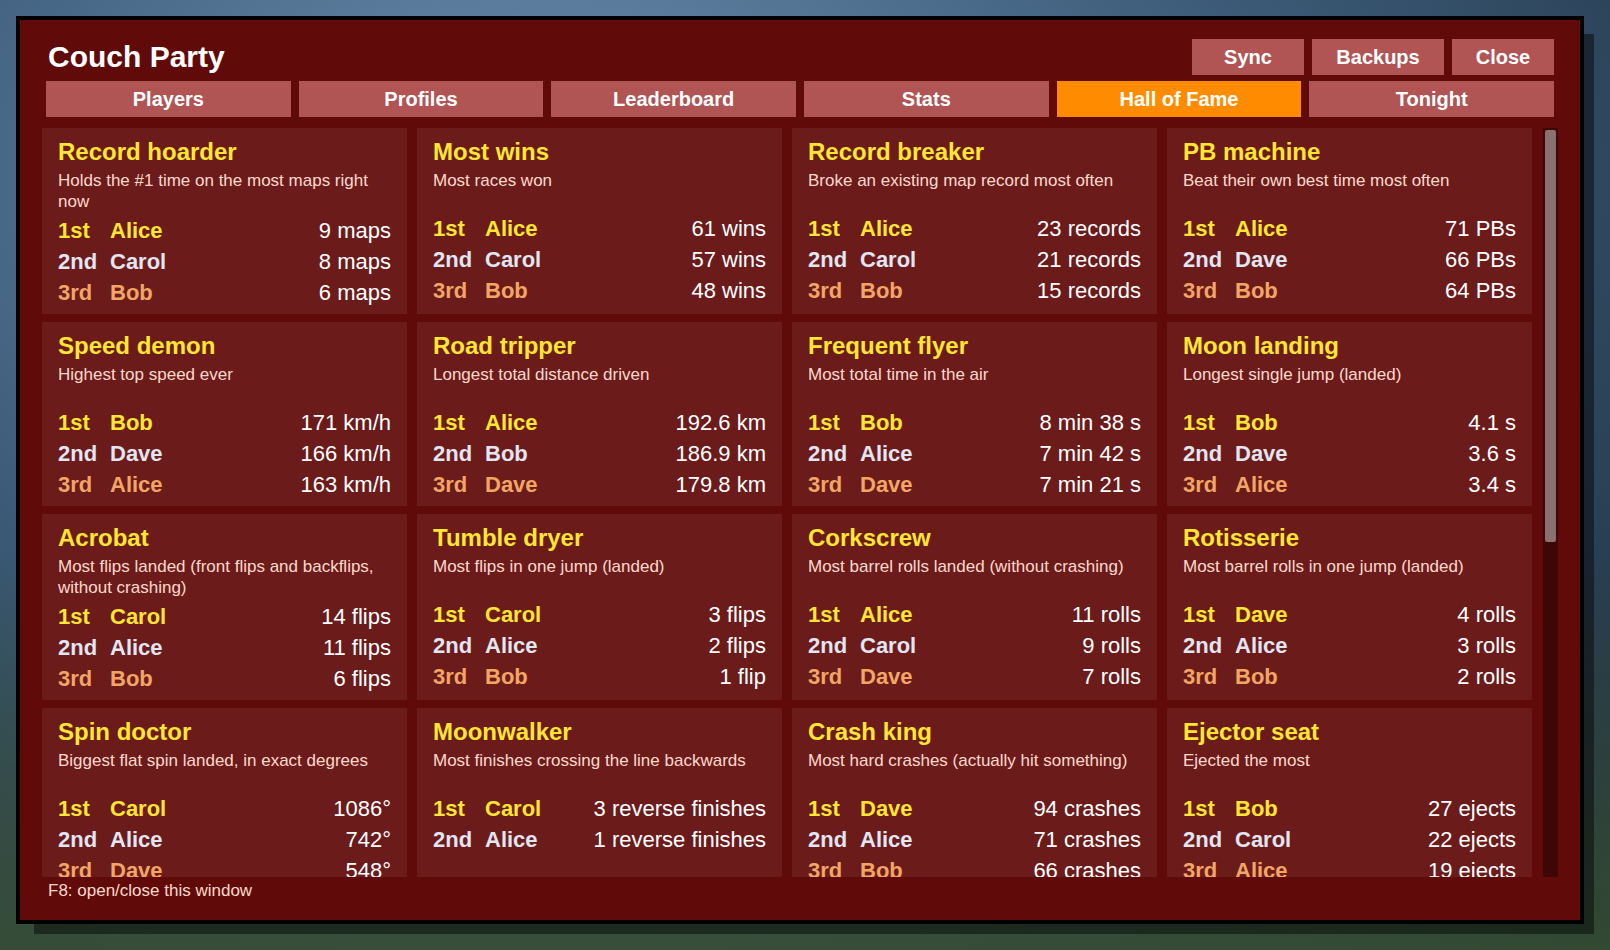 Couch Party
Sync
Backups
Close
Players
Profiles
Leaderboard
Stats
Hall of Fame
Tonight
Record hoarder
Holds the #1 time on the most maps right
now
1st Alice 9 maps
2nd Carol 8 maps
3rd Bob 6 maps
Most wins
Most races won
1st Alice 61 wins
2nd Carol 57 wins
3rd Bob 48 wins
Record breaker
Broke an existing map record most often
1st Alice 23 records
2nd Carol 21 records
3rd Bob 15 records
PB machine
Beat their own best time most often
1st Alice 71 PBs
2nd Dave 66 PBs
3rd Bob 64 PBs
Speed demon
Highest top speed ever
1st Bob 171 km/h
2nd Dave 166 km/h
3rd Alice 163 km/h
Road tripper
Longest total distance driven
1st Alice 192.6 km
2nd Bob 186.9 km
3rd Dave 179.8 km
Frequent flyer
Most total time in the air
1st Bob 8 min 38 s
2nd Alice 7 min 42 s
3rd Dave 7 min 21 s
Moon landing
Longest single jump (landed)
1st Bob 4.1 s
2nd Dave 3.6 s
3rd Alice 3.4 s
Acrobat
Most flips landed (front flips and backflips,
without crashing)
1st Carol 14 flips
2nd Alice 11 flips
3rd Bob 6 flips
Tumble dryer
Most flips in one jump (landed)
1st Carol 3 flips
2nd Alice 2 flips
3rd Bob 1 flip
Corkscrew
Most barrel rolls landed (without crashing)
1st Alice 11 rolls
2nd Carol 9 rolls
3rd Dave 7 rolls
Rotisserie
Most barrel rolls in one jump (landed)
1st Dave 4 rolls
2nd Alice 3 rolls
3rd Bob 2 rolls
Spin doctor
Biggest flat spin landed, in exact degrees
1st Carol 1086°
2nd Alice 742°
3rd Dave 548°
Moonwalker
Most finishes crossing the line backwards
1st Carol 3 reverse finishes
2nd Alice 1 reverse finishes
Crash king
Most hard crashes (actually hit something)
1st Dave 94 crashes
2nd Alice 71 crashes
3rd Bob 66 crashes
Ejector seat
Ejected the most
1st Bob 27 ejects
2nd Carol 22 ejects
3rd Alice 19 ejects
F8: open/close this window